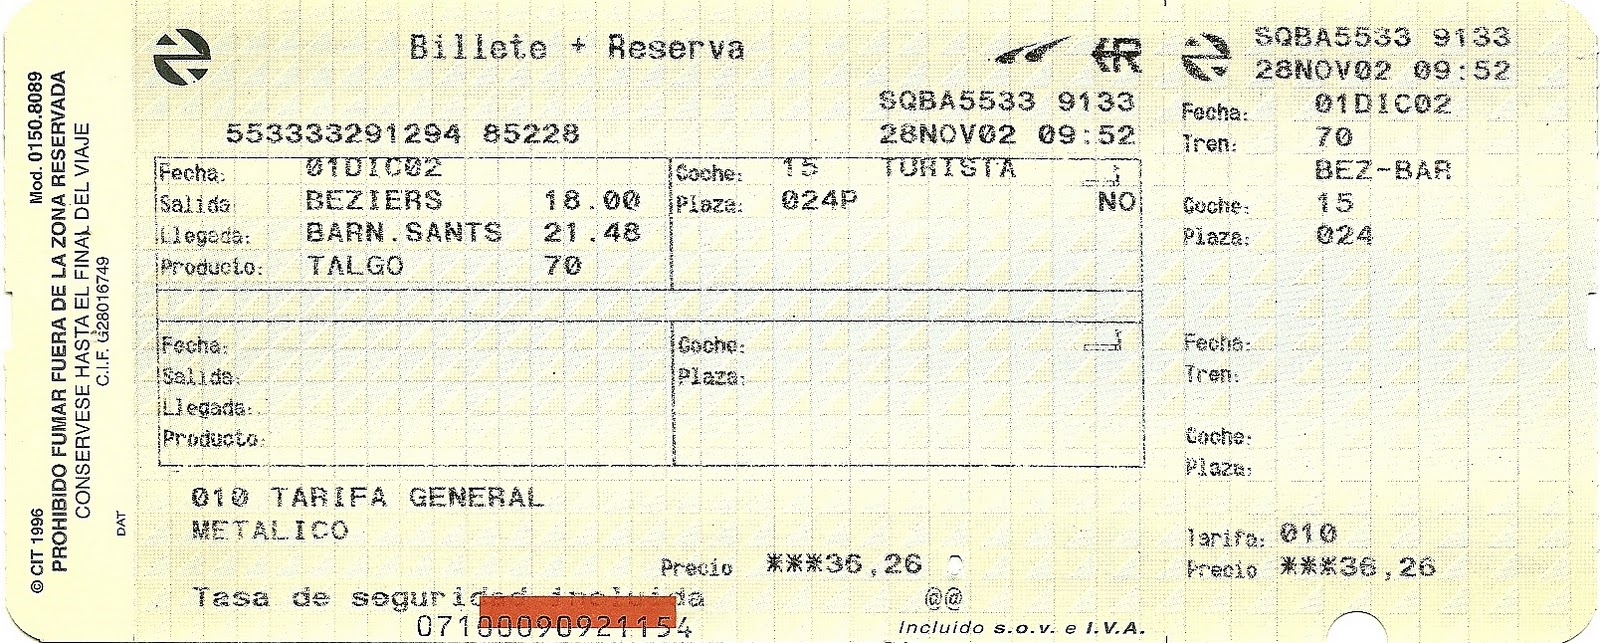 © CIT 1996 Mod. 0150.8089
PROHIBIDO FUMAR FUERA DE LA ZONA RESERVADA
CONSERVESE HASTA EL FINAL DEL VIAJE
C.I.F. G28016749
DAT
Billete + Reserva
SQBA5533 9133
553333291294 85228 28NOV02 09:52
Fecha: 01DIC02 Coche: 15 TURISTA
Salida: BEZIERS 18.00 Plaza: 024P NO
Llegada: BARN.SANTS 21.48
Producto: TALGO 70
Fecha: Coche:
Salida: Plaza:
Llegada:
Producto:
010 TARIFA GENERAL
METALICO
Precio ***36,26
Tasa de seguridad incluida @@
07100090921154
Incluido s.o.v. e I.V.A.
R
SQBA5533 9133
28NOV02 09:52
Fecha: 01DIC02
Tren: 70
BEZ-BAR
Coche: 15
Plaza: 024
Fecha:
Tren:
Coche:
Plaza:
Tarifa: 010
Precio ***36,26